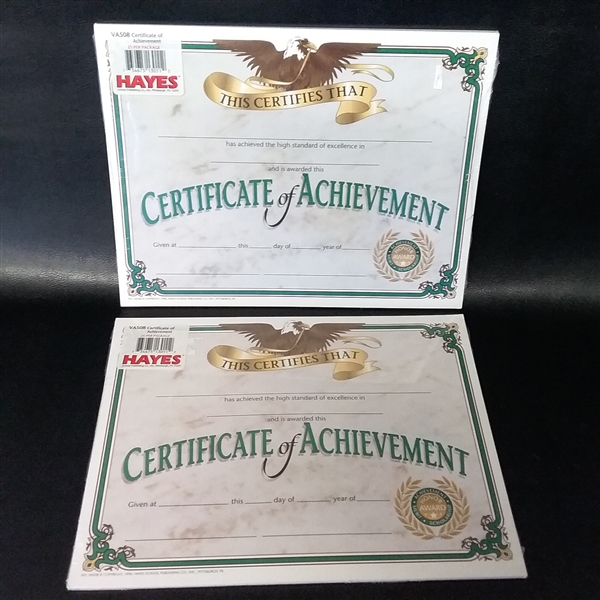 VA508 Certificate of
Achievement
HAYES
THIS CERTIFIES THAT
has achieved the high standard of excellence in
and is awarded this
CERTIFICATE of ACHIEVEMENT
Given at this day of year of
AWARD
VA508 Certificate of
Achievement
HAYES
THIS CERTIFIES THAT
has achieved the high standard of excellence in
and is awarded this
CERTIFICATE of ACHIEVEMENT
Given at this day of year of
AWARD